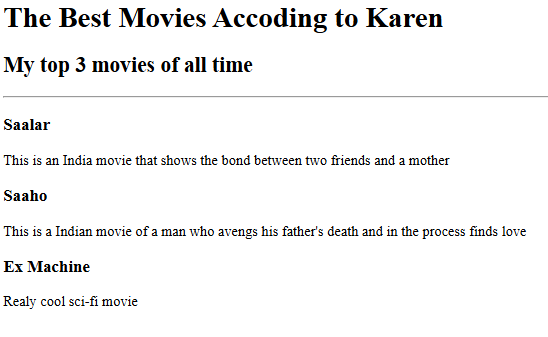 The Best Movies Accoding to Karen
My top 3 movies of all time
Saalar
This is an India movie that shows the bond between two friends and a mother
Saaho
This is a Indian movie of a man who avengs his father's death and in the process finds love
Ex Machine
Realy cool sci-fi movie